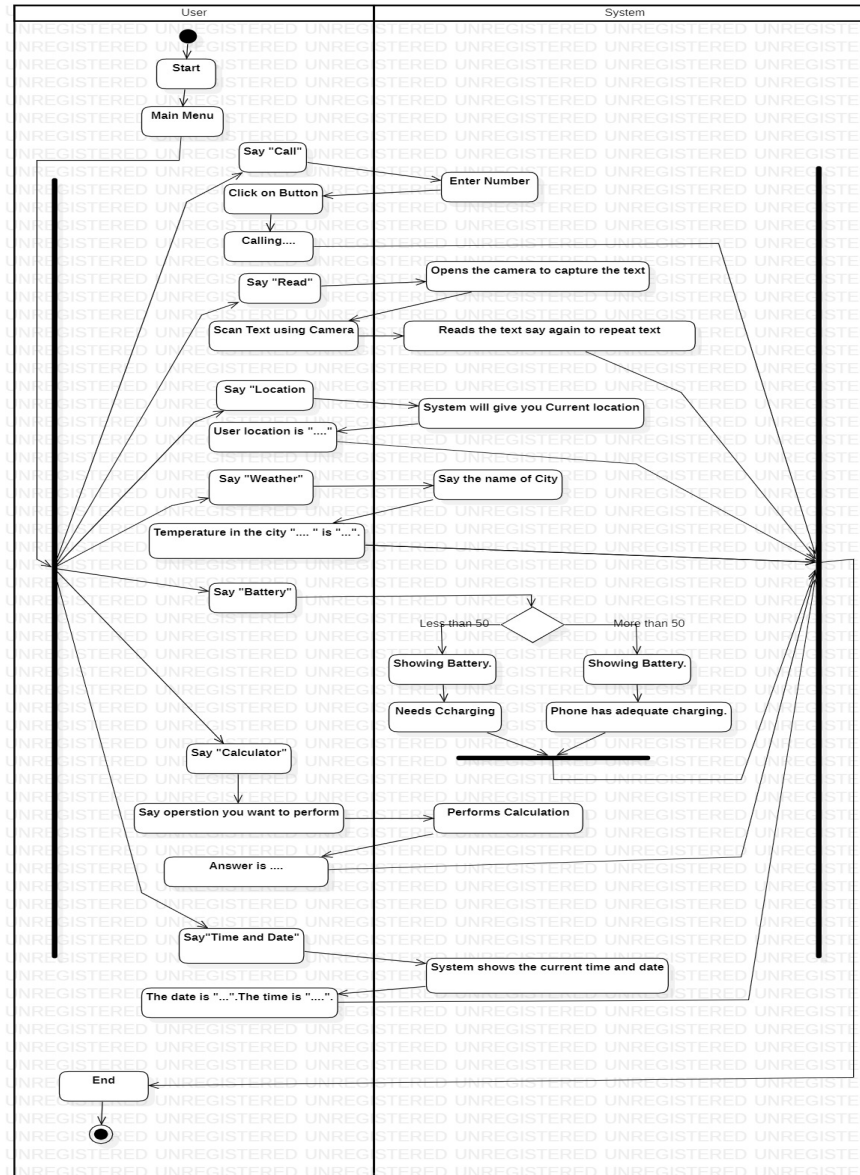 User
System
Start
Main Menu
Say "Call"
Enter Number
Click on Button
Calling....
Say "Read"
Opens the camera to capture the text
Scan Text using Camera
Reads the text say again to repeat text
Say "Location
System will give you Current location
User location is "...."
Say "Weather"
Say the name of City
Temperature in the city ".... " is "...".
Say "Battery"
Less than 50
More than 50
Showing Battery.
Showing Battery.
Needs Ccharging
Phone has adequate charging.
Say "Calculator"
Say operstion you want to perform
Performs Calculation
Answer is ....
Say"Time and Date"
System shows the current time and date
The date is "...".The time is "....".
End
UNREGISTERED